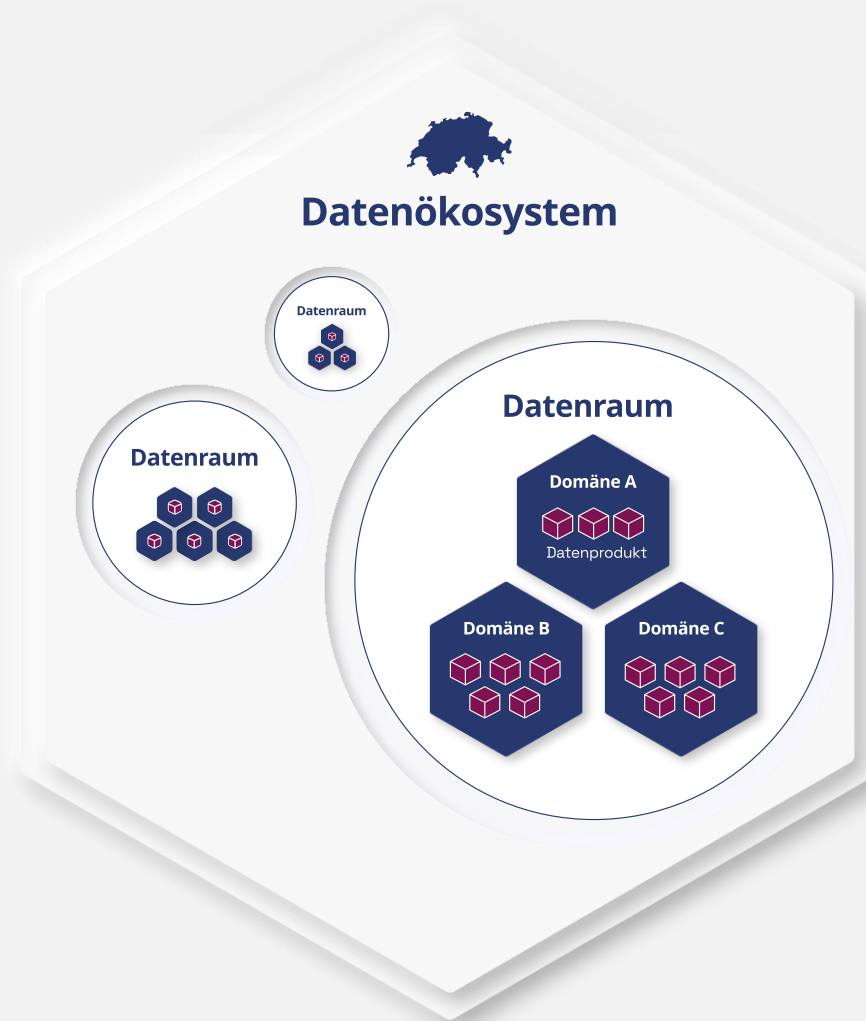 Datenökosystem
Datenraum
Datenraum
Datenraum
Domäne A
Datenprodukt
Domäne B
Domäne C